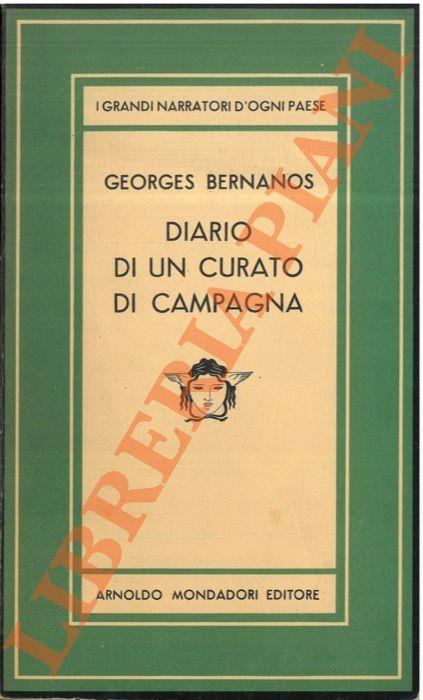 I GRANDI NARRATORI D'OGNI PAESE
GEORGES BERNANOS
DIARIO
DI UN CURATO
DI CAMPAGNA
ARNOLDO MONDADORI EDITORE
LIBRERIA PIANI